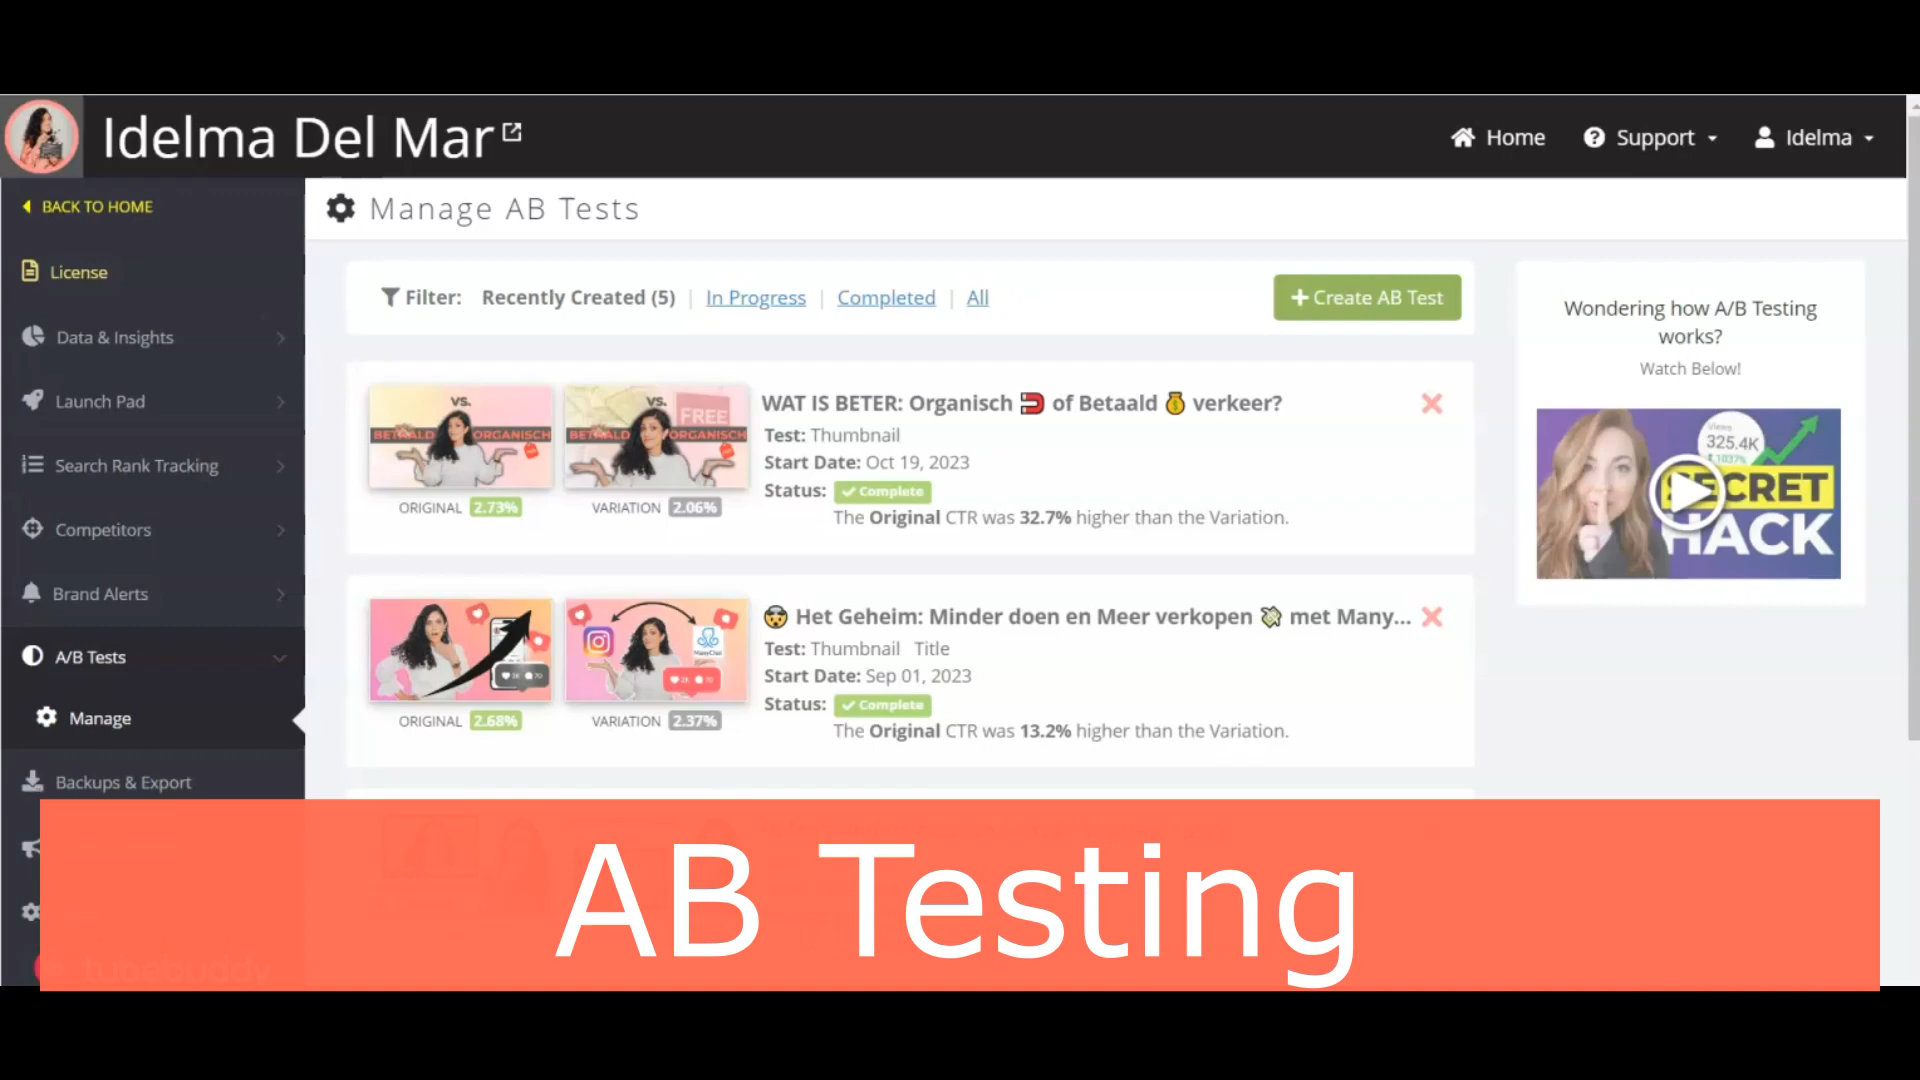 Idelma Del Mar
Home
Support
Idelma
BACK TO HOME
License
Data & Insights
Launch Pad
Search Rank Tracking
Competitors
Brand Alerts
A/B Tests
Manage
Backups & Export
tubebuddy
Manage AB Tests
Filter: Recently Created (5) | In Progress | Completed | All
+ Create AB Test
VS.
BETAALD ORGANISCH
ORIGINAL 2.73%
VS.
FREE
BETAALD ORGANISCH
VARIATION 2.06%
WAT IS BETER: Organisch 🧲 of Betaald 💰 verkeer?
Test: Thumbnail
Start Date: Oct 19, 2023
Status: ✓ Complete
The Original CTR was 32.7% higher than the Variation.
ORIGINAL 2.68%
ManyChat
VARIATION 2.37%
🤯 Het Geheim: Minder doen en Meer verkopen 💸 met Many...
Test: Thumbnail Title
Start Date: Sep 01, 2023
Status: ✓ Complete
The Original CTR was 13.2% higher than the Variation.
Wondering how A/B Testing
works?
Watch Below!
Views
325.4K
1037%
SECRET
HACK
AB Testing